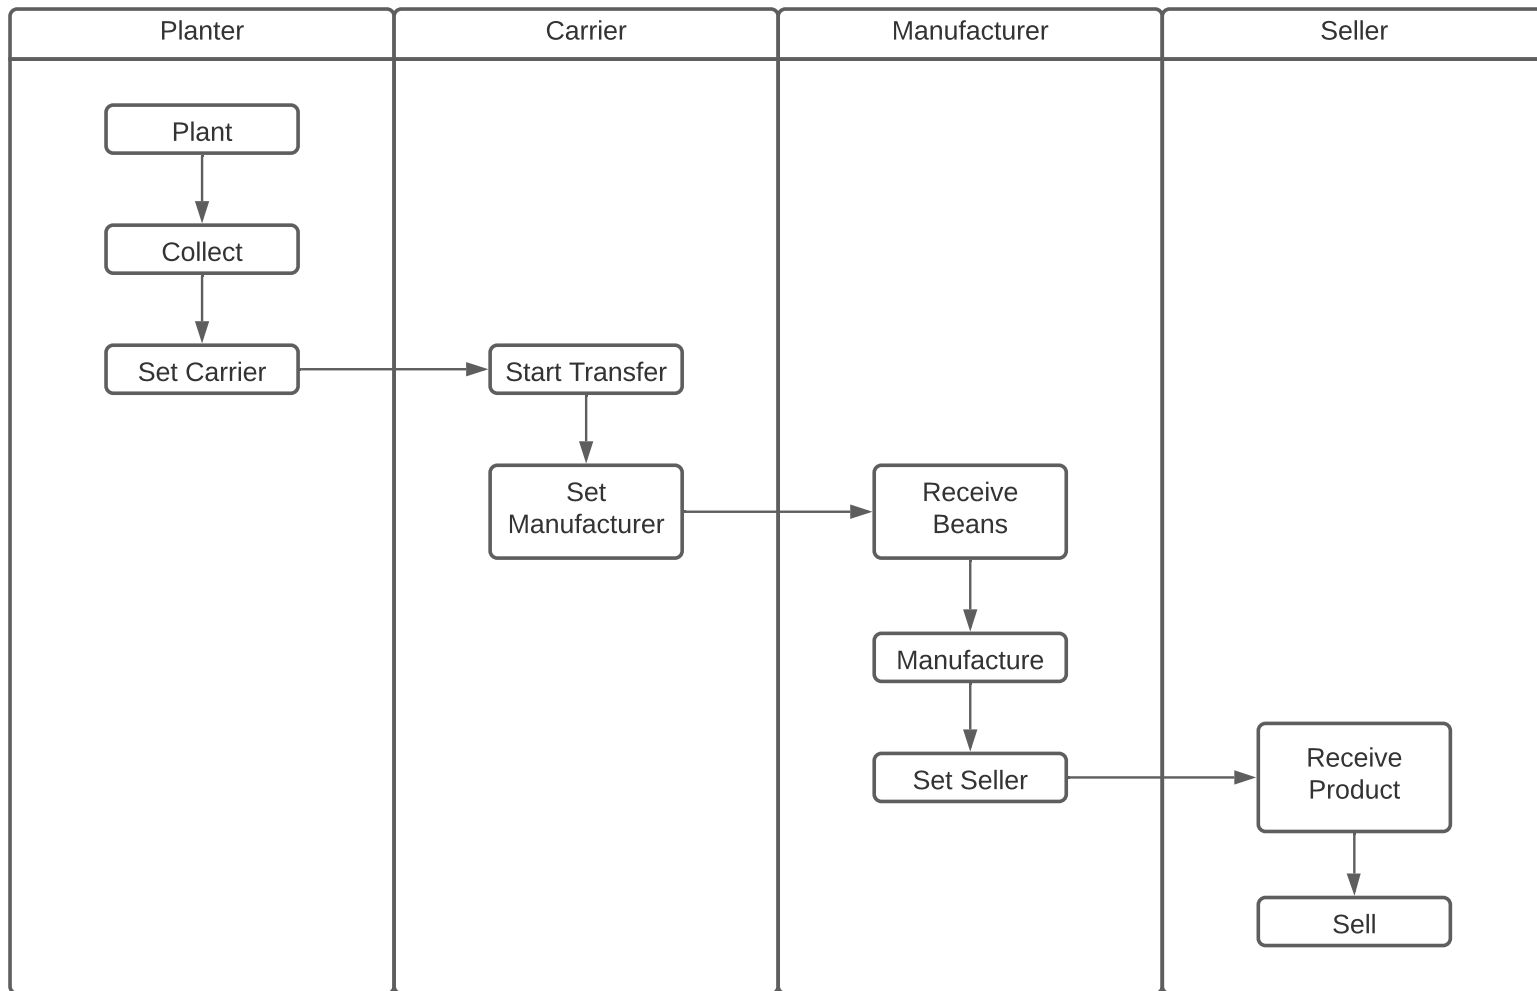 Planter
Carrier
Manufacturer
Seller
Plant
Collect
Set Carrier
Start Transfer
Set
Manufacturer
Receive
Beans
Manufacture
Set Seller
Receive
Product
Sell